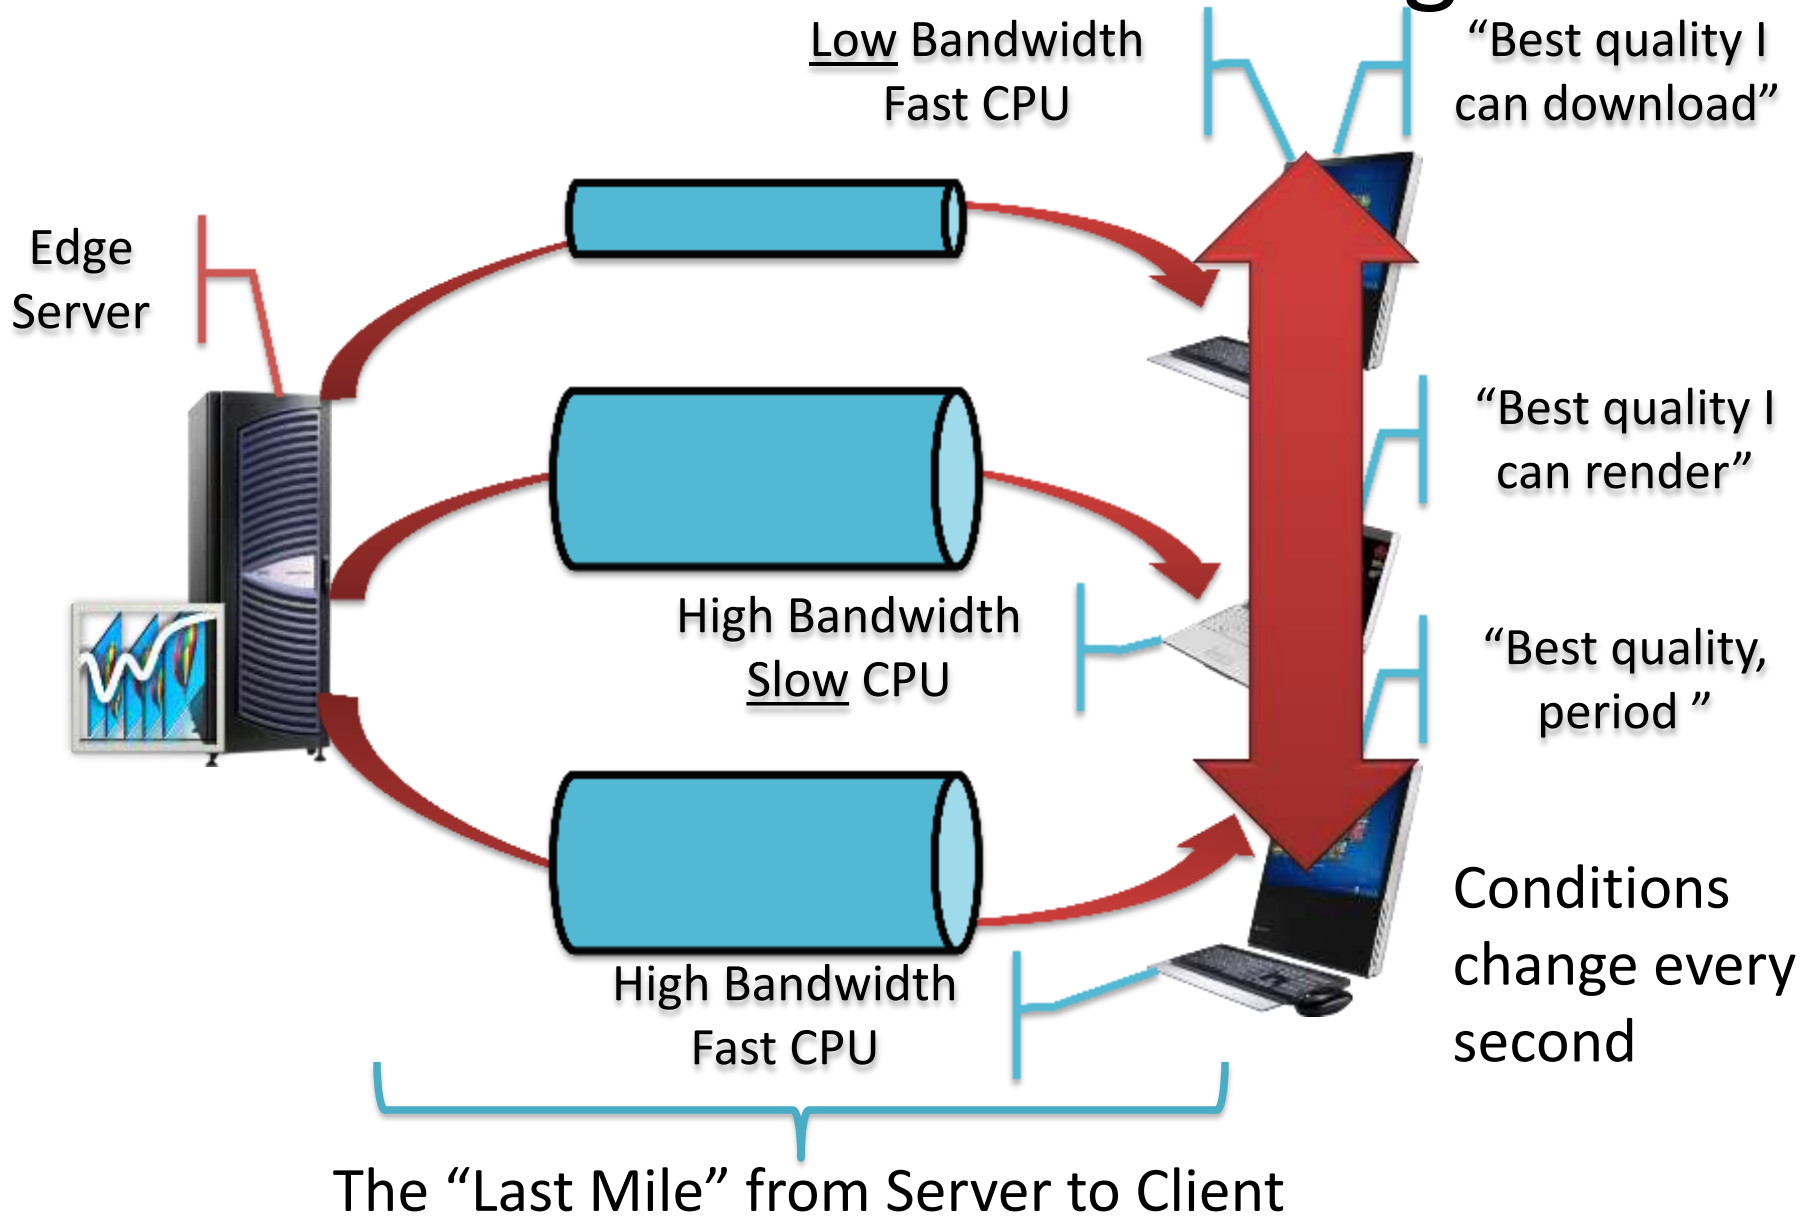 Low Bandwidth
Fast CPU
“Best quality I
can download”
Edge
Server
“Best quality I
can render”
High Bandwidth
Slow CPU
“Best quality,
period ”
Conditions
change every
second
High Bandwidth
Fast CPU
The “Last Mile” from Server to Client